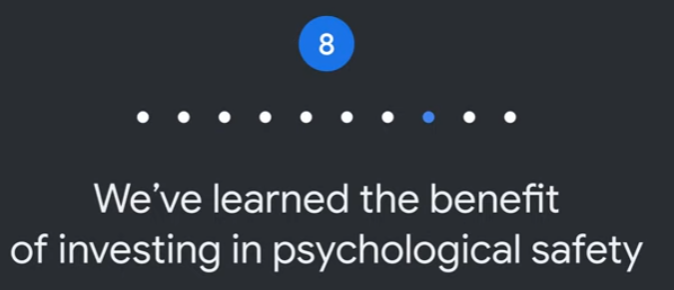 8
We’ve learned the benefit
of investing in psychological safety